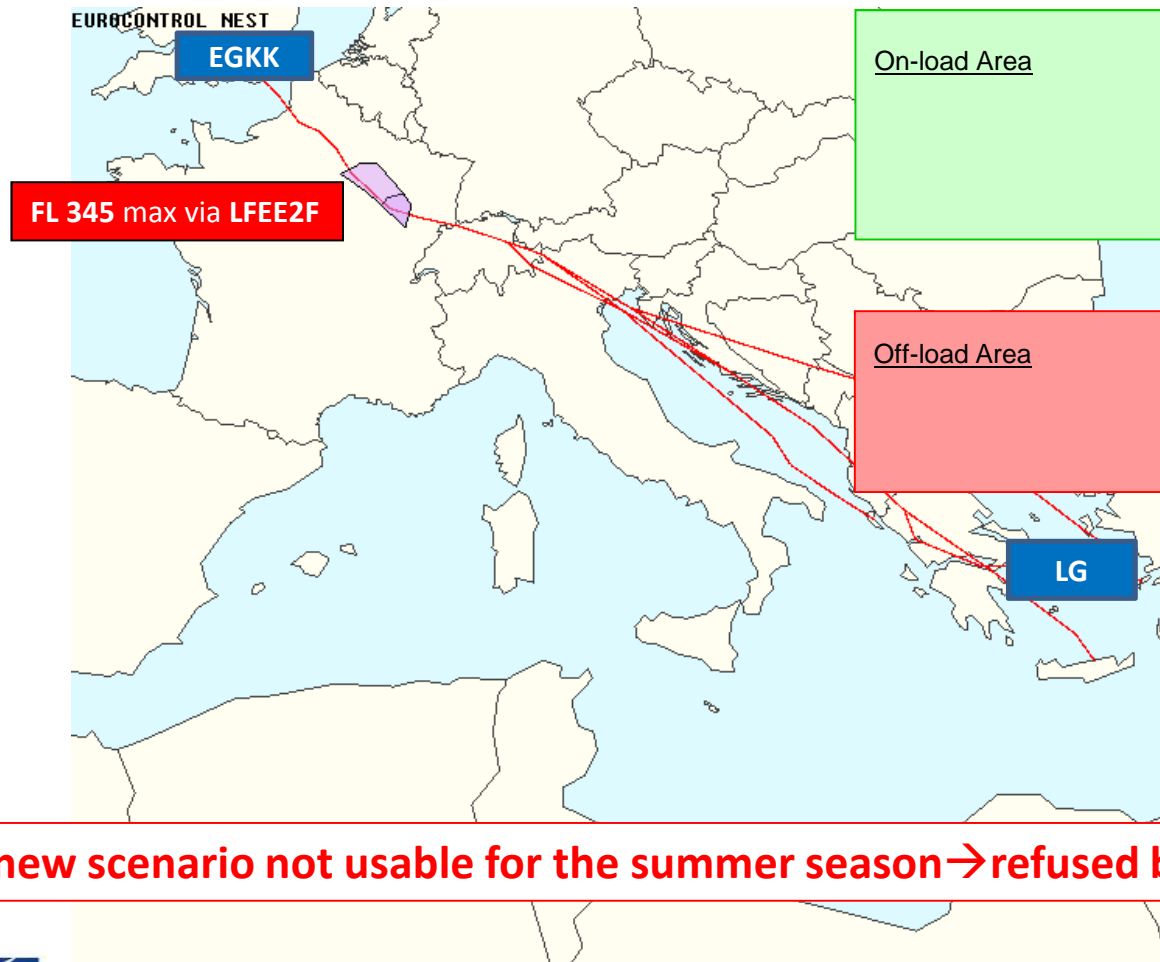 EUROCONTROL NEST
EGKK
On-load Area
FL 345 max via LFEE2F
Off-load Area
LG
new scenario not usable for the summer season→refused b